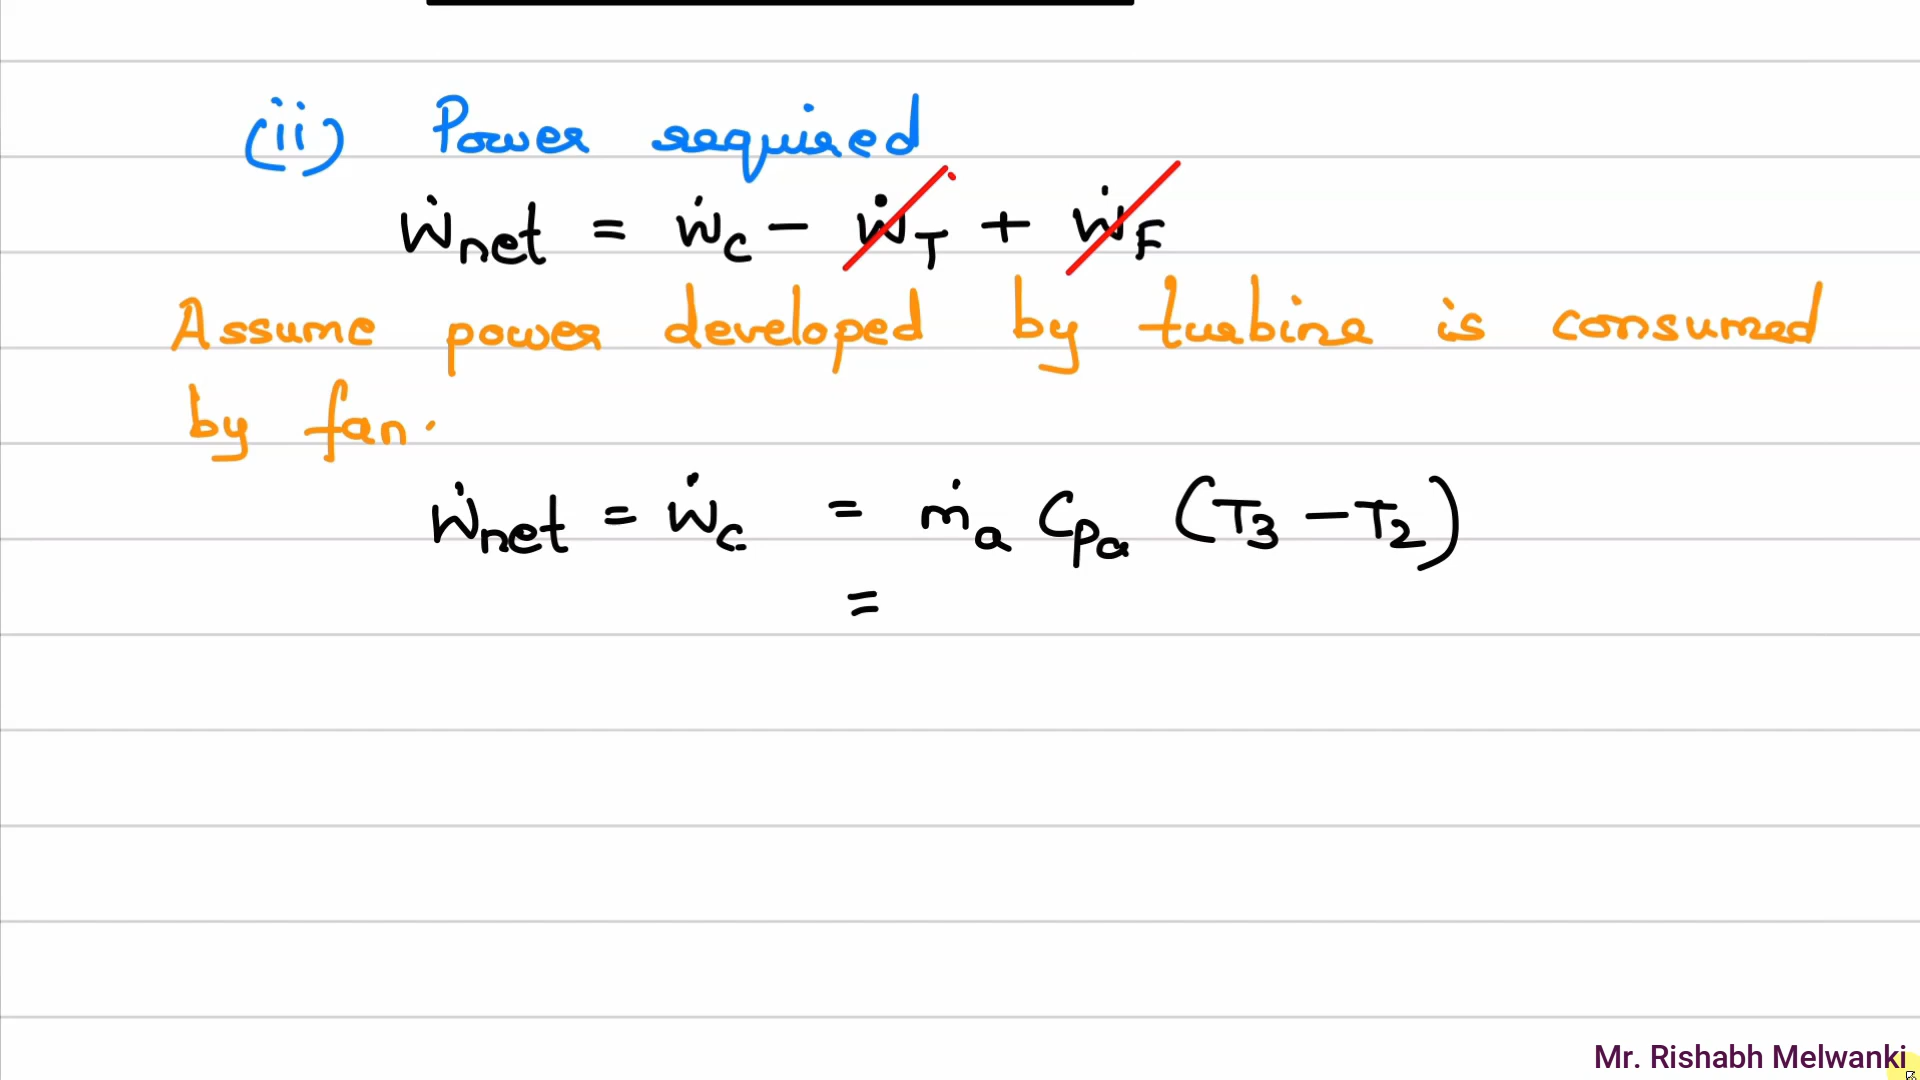 (ii) Power required
Ẇnet = Ẇc - ẆT + ẆF
Assume power developed by turbine is consumed
by fan.
Ẇnet = Ẇc = ṁa Cpa (T3 - T2)
=
Mr. Rishabh Melwanki